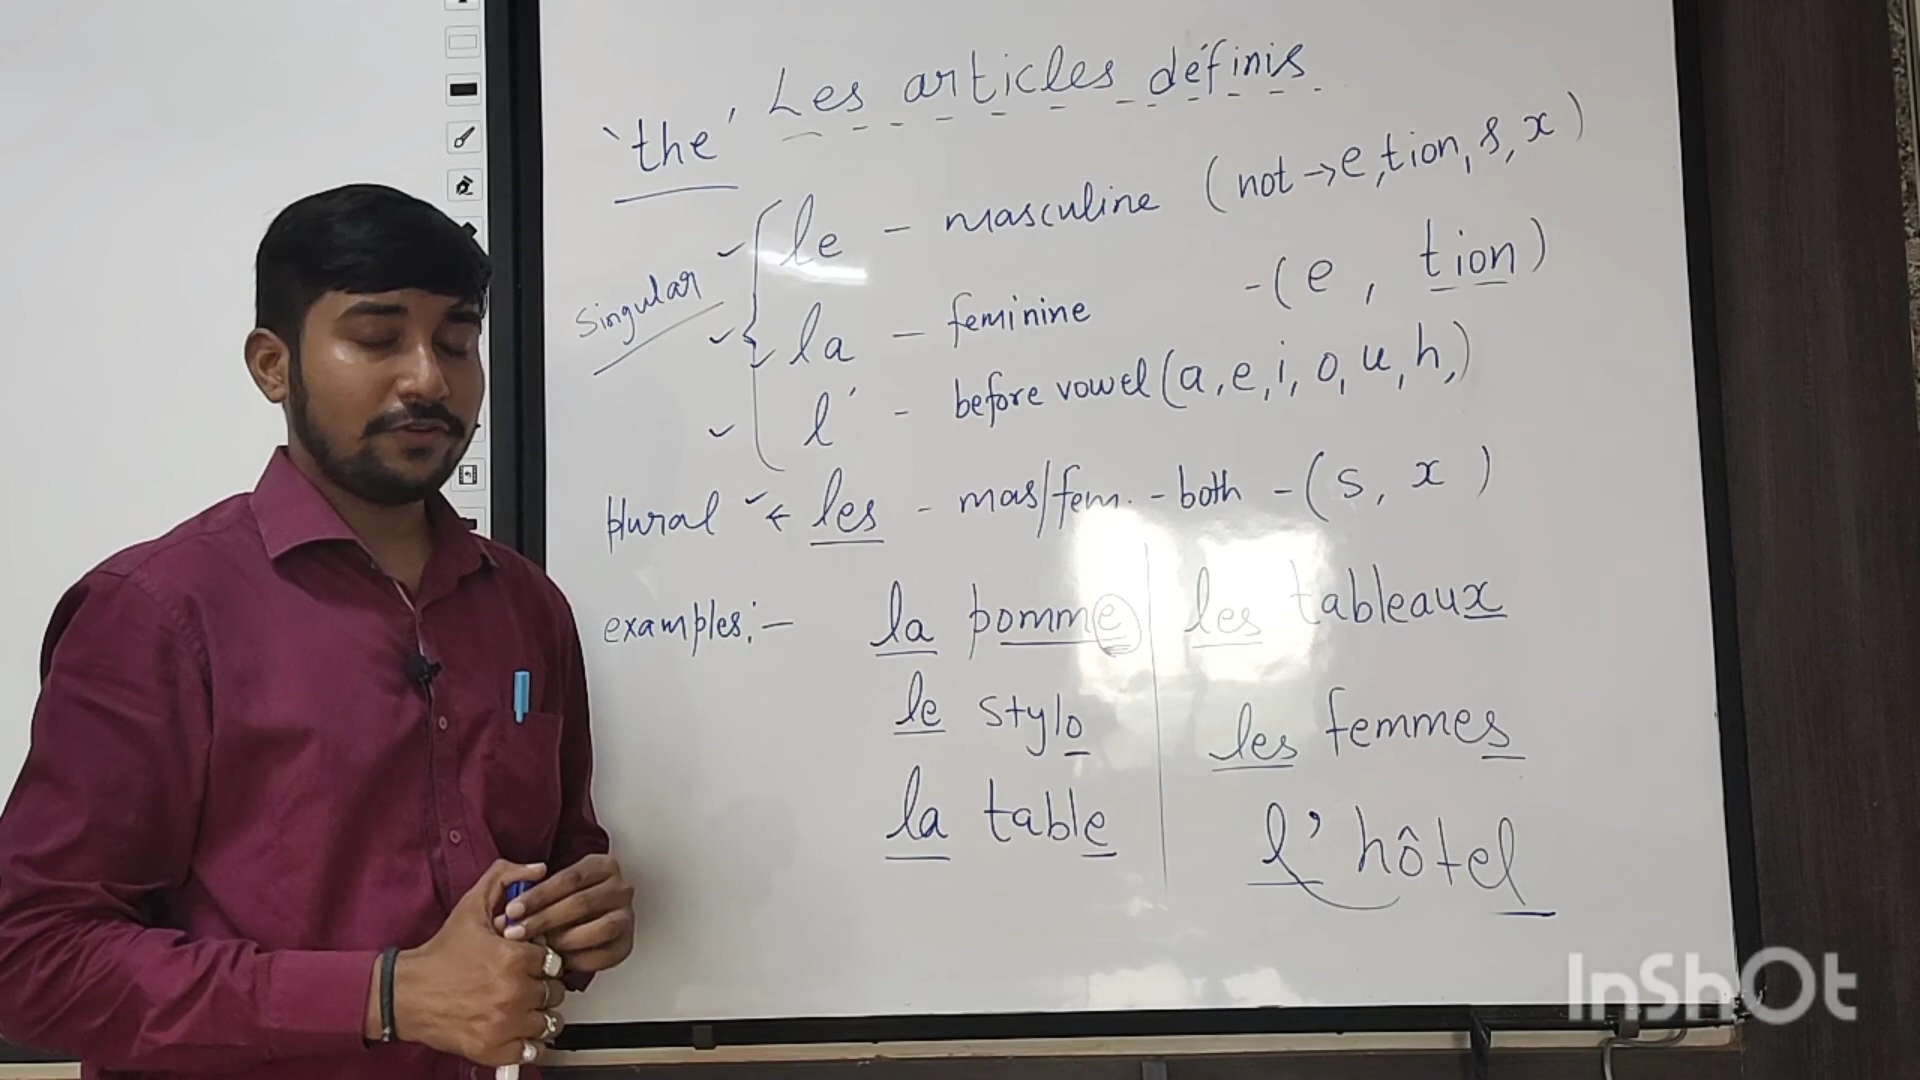 Les articles définis
'the'
Singular
le - masculine (not → e, tion, s, x)
la - feminine - (e, tion)
l' - before vowel (a, e, i, o, u, h,)
plural ← les - mas/fem. - both - (s, x)
examples:- la pomme les tableaux
le stylo les femmes
la table l'hôtel
InShOt